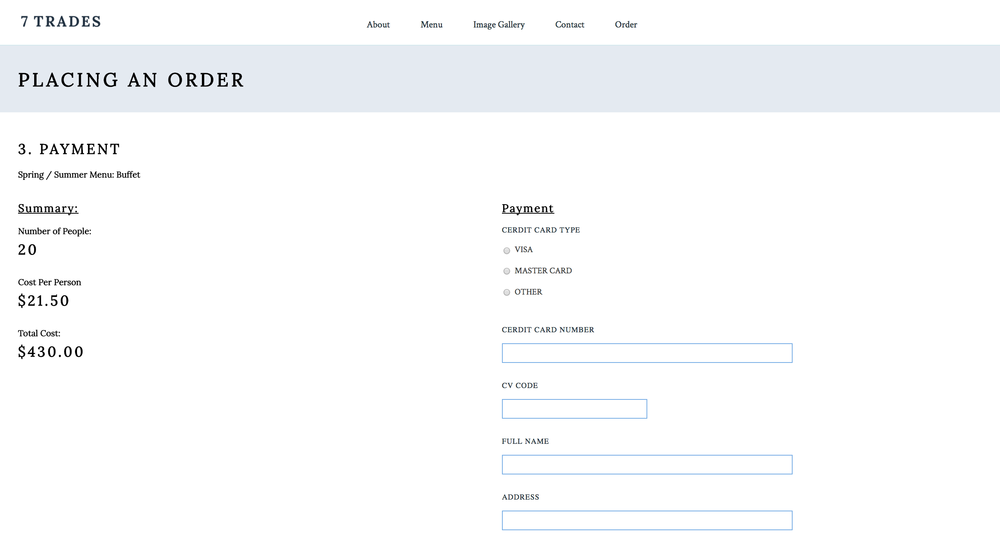 7 TRADES
About
Menu
Image Gallery
Contact
Order
PLACING AN ORDER
3. PAYMENT
Spring / Summer Menu: Buffet
Summary:
Number of People:
20
Cost Per Person
$21.50
Total Cost:
$430.00
Payment
CERDIT CARD TYPE
VISA
MASTER CARD
OTHER
CERDIT CARD NUMBER
CV CODE
FULL NAME
ADDRESS